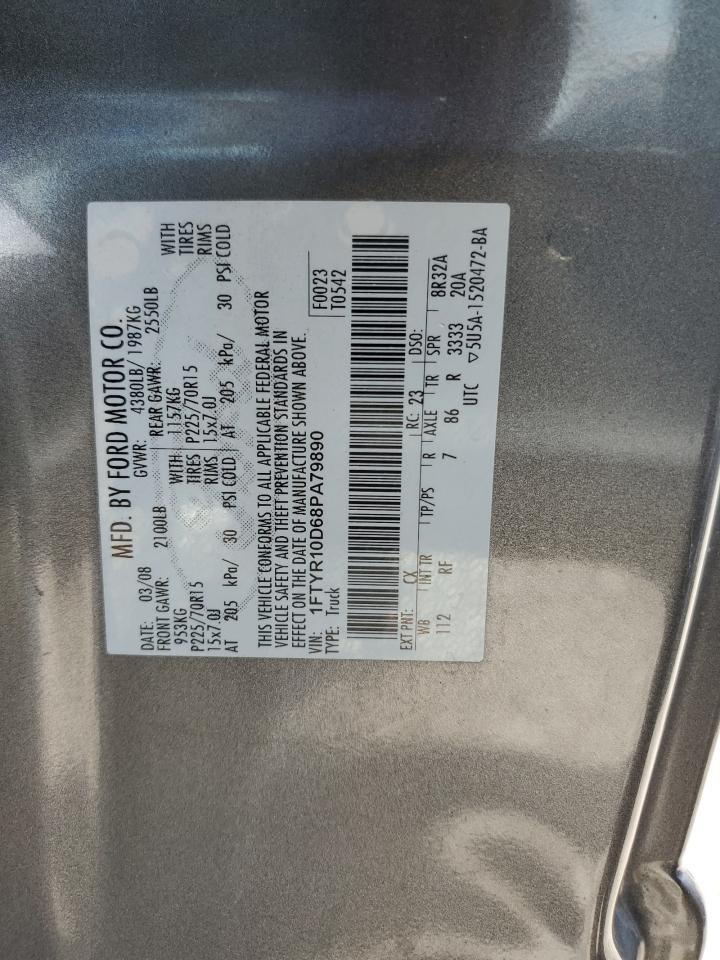 MFD. BY FORD MOTOR CO.
DATE: 03/08 GVWR: 4380LB/ 1987KG
FRONT GAWR: 2100LB REAR GAWR: 2550LB
953KG WITH 1157KG WITH
P225/70R15 TIRES P225/70R15 TIRES
15x7.0J RIMS 15x7.0J RIMS
AT 205 kPa/ 30 PSI COLD AT 205 kPa/ 30 PSI COLD
THIS VEHICLE CONFORMS TO ALL APPLICABLE FEDERAL MOTOR
VEHICLE SAFETY AND THEFT PREVENTION STANDARDS IN
EFFECT ON THE DATE OF MANUFACTURE SHOWN ABOVE.
VIN: 1FTYR10D68PA79890 F0023
TYPE: Truck T0542
EXT PNT: CX RC: 23 DSO:
WB INT TR TP/PS R AXLE TR SPR 8R32A
112 RF 7 86 R 3333 20A
UTC ▽5U5A-1520472-BA